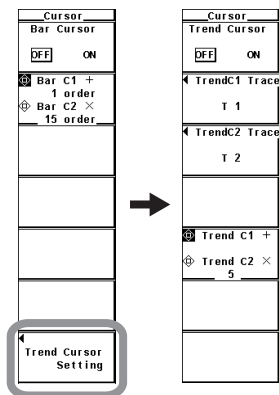 Cursor
Bar Cursor
OFF ON
Bar C1 +
1 order
Bar C2 ×
15 order
Trend Cursor
Setting
Cursor
Trend Cursor
OFF ON
TrendC1 Trace
T 1
TrendC2 Trace
T 2
Trend C1 +
Trend C2 ×
5